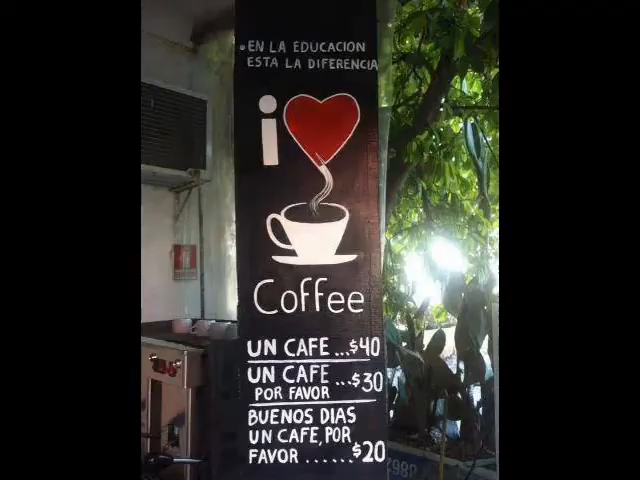 •EN LA EDUCACION
ESTA LA DIFERENCIA
i
Coffee
UN CAFE...$40
UN CAFE
POR FAVOR ...$30
BUENOS DIAS
UN CAFE, POR
FAVOR ......$20
298P